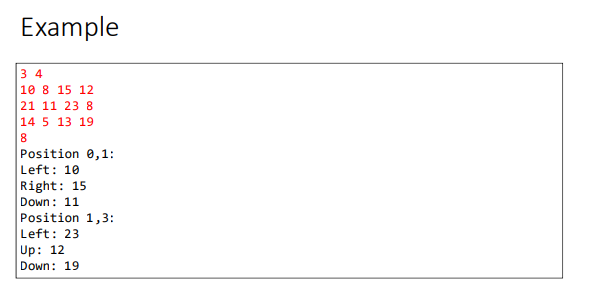 Example
3 4
10 8 15 12
21 11 23 8
14 5 13 19
8
Position 0,1:
Left: 10
Right: 15
Down: 11
Position 1,3:
Left: 23
Up: 12
Down: 19